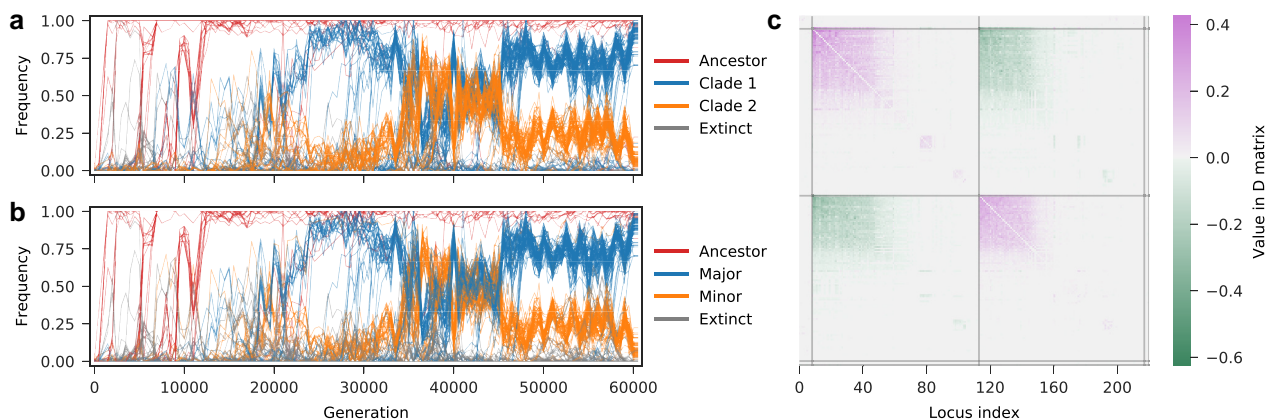 a
1.00
0.75
0.50
0.25
0.00
Frequency
Ancestor
Clade 1
Clade 2
Extinct
b
1.00
0.75
0.50
0.25
0.00
Frequency
Ancestor
Major
Minor
Extinct
0 10000 20000 30000 40000 50000 60000
Generation
c
0 40 80 120 160 200
Locus index
0.4
0.2
0.0
−0.2
−0.4
−0.6
Value in D matrix